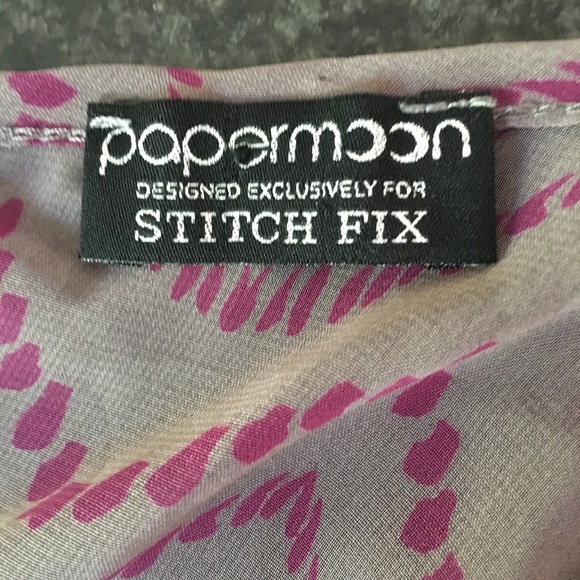 papermoon
DESIGNED EXCLUSIVELY FOR
STITCH FIX